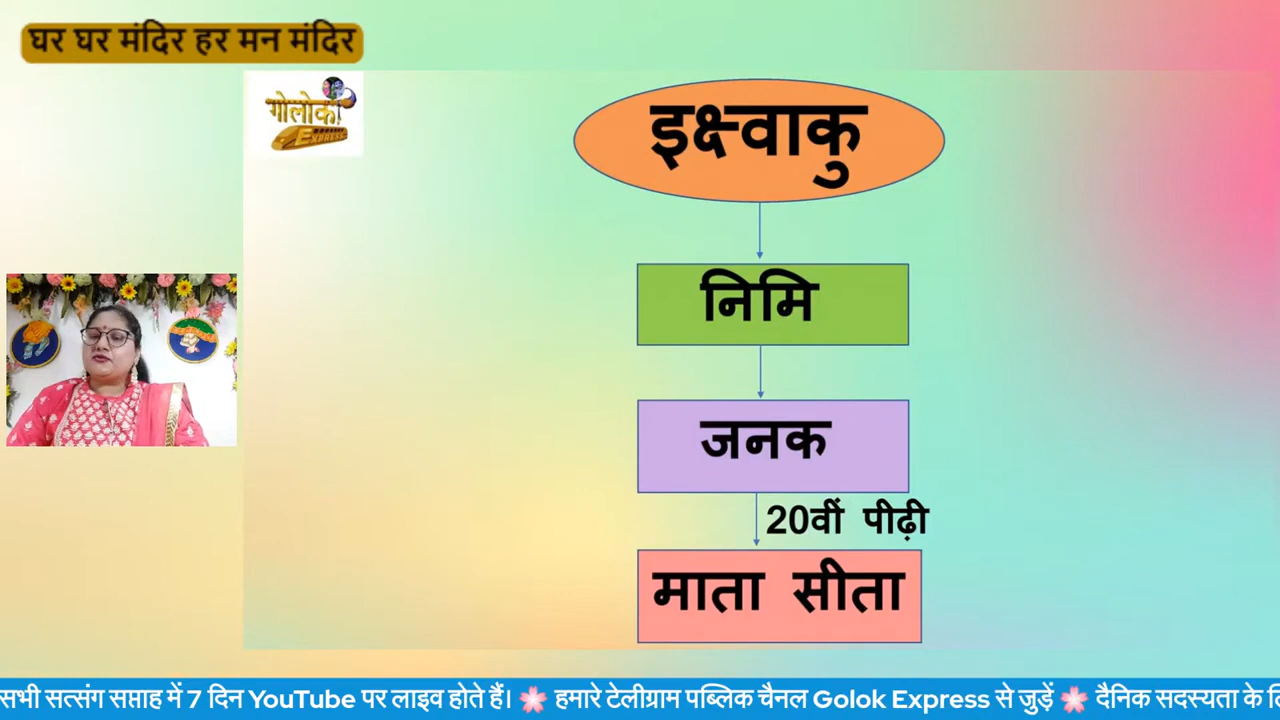 घर घर मंदिर हर मन मंदिर
गोलोक
EXPRESS
इक्ष्वाकु
निमि
जनक
20वीं पीढ़ी
माता सीता
सभी सत्संग सप्ताह में 7 दिन YouTube पर लाइव होते हैं। 🌸 हमारे टेलीग्राम पब्लिक चैनल Golok Express से जुड़ें 🌸 दैनिक सदस्यता के